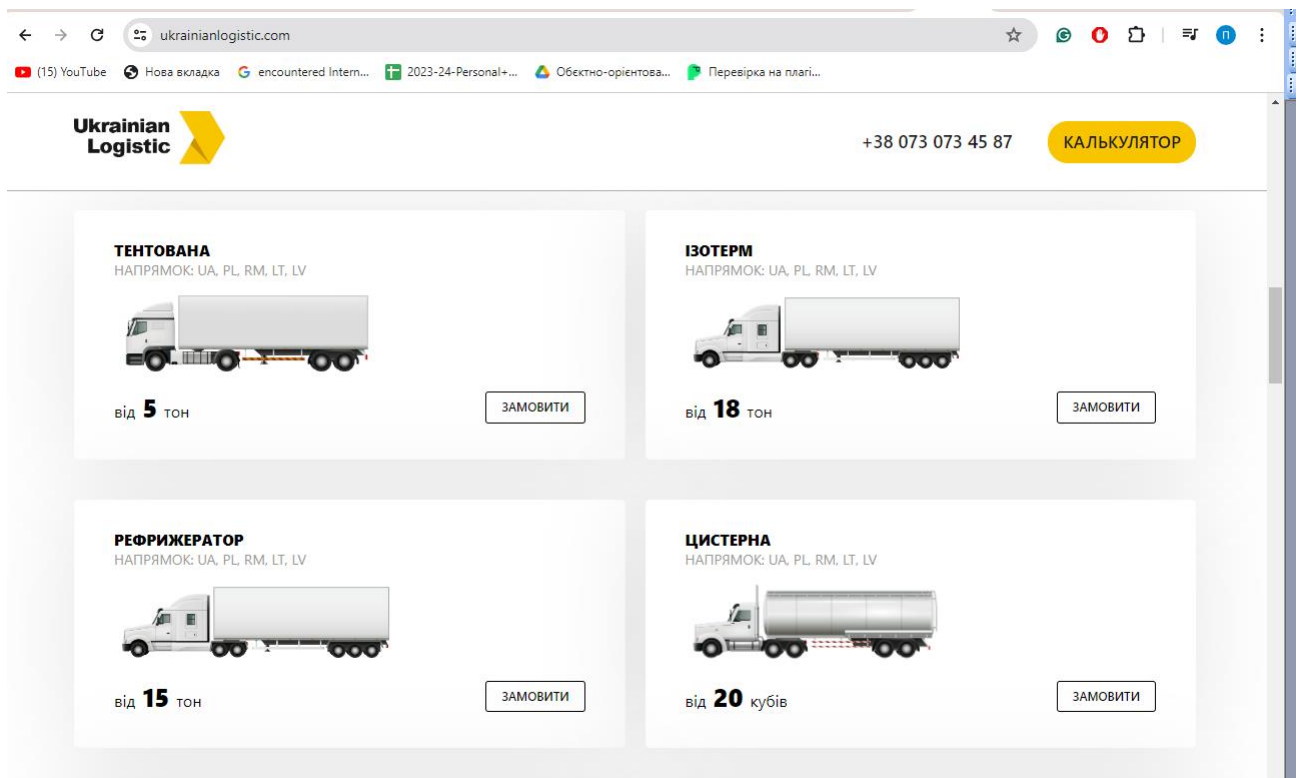 ukrainianlogistic.com
(15) YouTube Нова вкладка encountered Intern... 2023-24-Personal+... Обєктно-орієнтова... Перевірка на плагі...
Ukrainian
Logistic
+38 073 073 45 87 КАЛЬКУЛЯТОР
ТЕНТОВАНА
НАПРЯМОК: UA, PL, RM, LT, LV
від 5 тон ЗАМОВИТИ
ІЗОТЕРМ
НАПРЯМОК: UA, PL, RM, LT, LV
від 18 тон ЗАМОВИТИ
РЕФРИЖЕРАТОР
НАПРЯМОК: UA, PL, RM, LT, LV
від 15 тон ЗАМОВИТИ
ЦИСТЕРНА
НАПРЯМОК: UA, PL, RM, LT, LV
від 20 кубів ЗАМОВИТИ